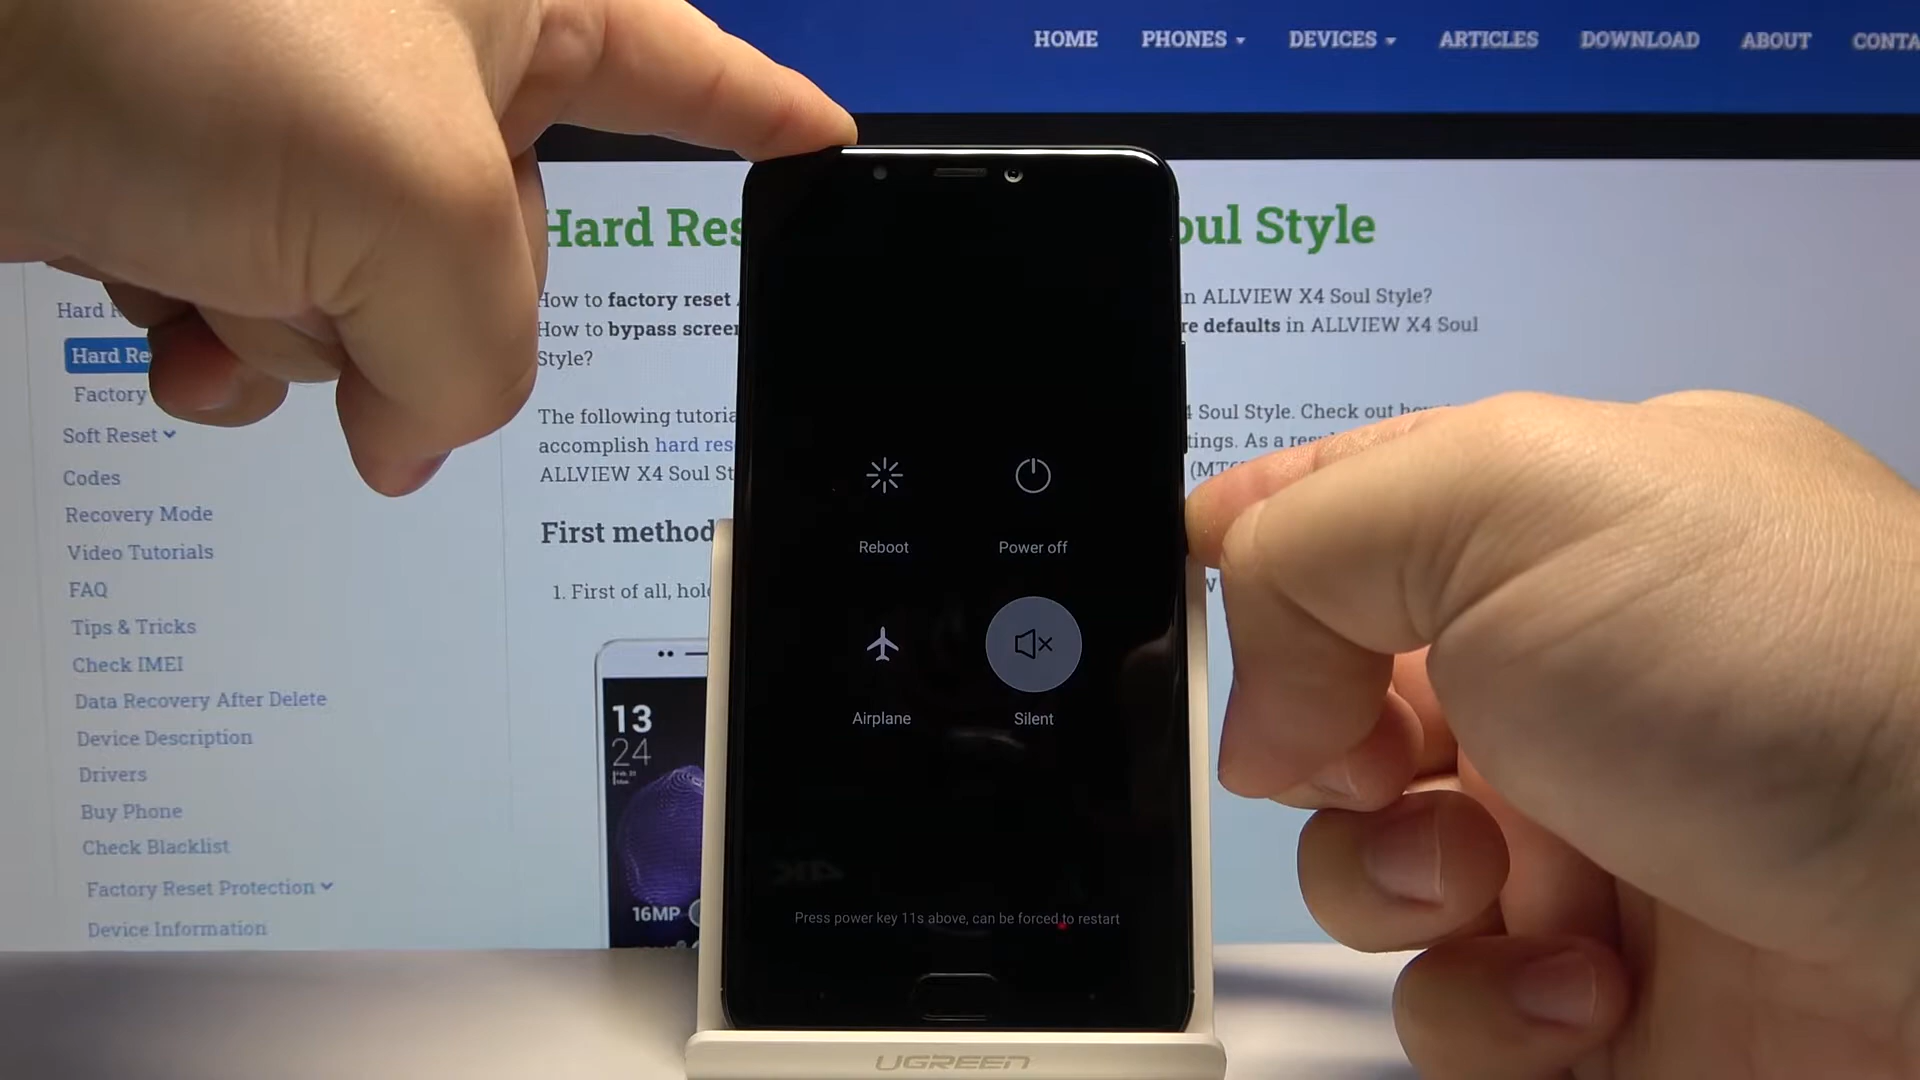 HOME PHONES DEVICES ARTICLES DOWNLOAD ABOUT CONTA
Hard Res oul Style
How to factory reset in ALLVIEW X4 Soul Style?
How to bypass screen re defaults in ALLVIEW X4 Soul
Style?
The following tutoria 4 Soul Style. Check out
accomplish hard res tings. As a
ALLVIEW X4 Soul St
First method
1. First of all, hol
Hard R
Hard Re
Factory
Soft Reset
Codes
Recovery Mode
Video Tutorials
FAQ
Tips & Tricks
Check IMEI
Data Recovery After Delete
Device Description
Drivers
Buy Phone
Check Blacklist
Factory Reset Protection
Device Information
13
24
16MP
Reboot
Power off
Airplane
Silent
Press power key 11s above, can be forced to restart
UGREEN